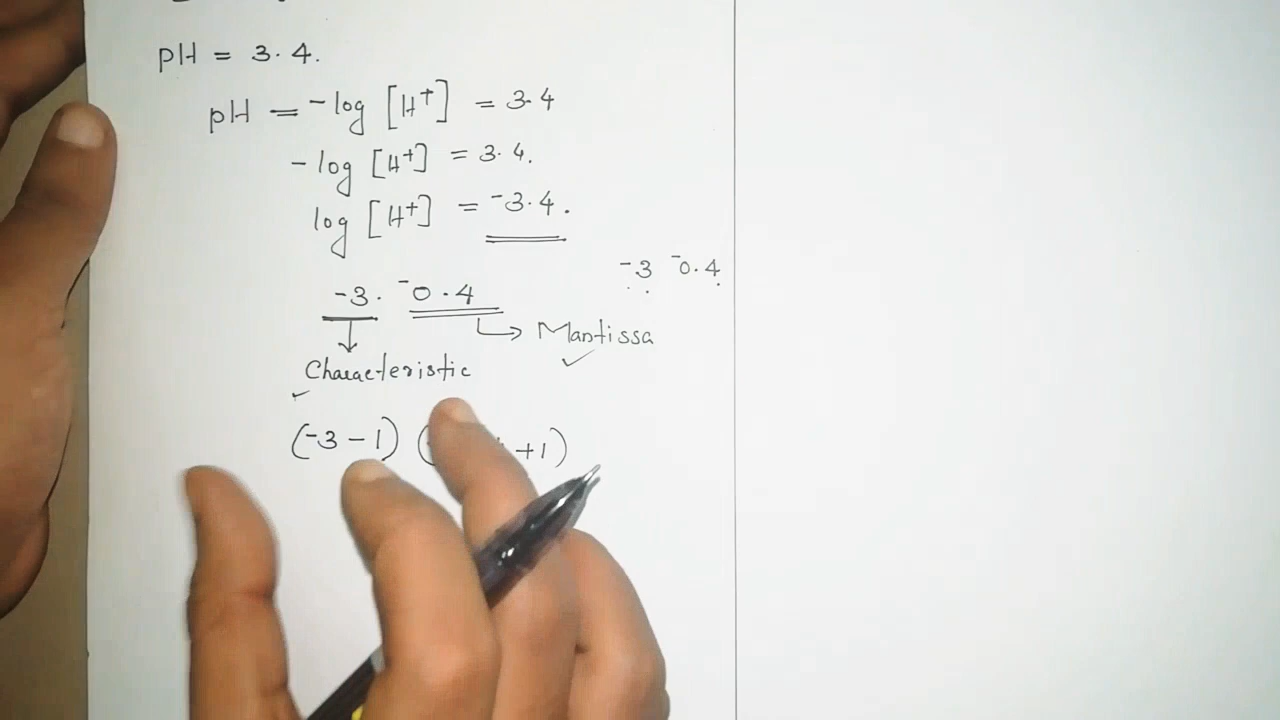 pH = 3.4.
pH = -log [H+] = 3.4
-log [H+] = 3.4.
log [H+] = -3.4.
-3 -0.4
-3. -0.4
Mantissa
Characteristic
(-3-1) ( +1)